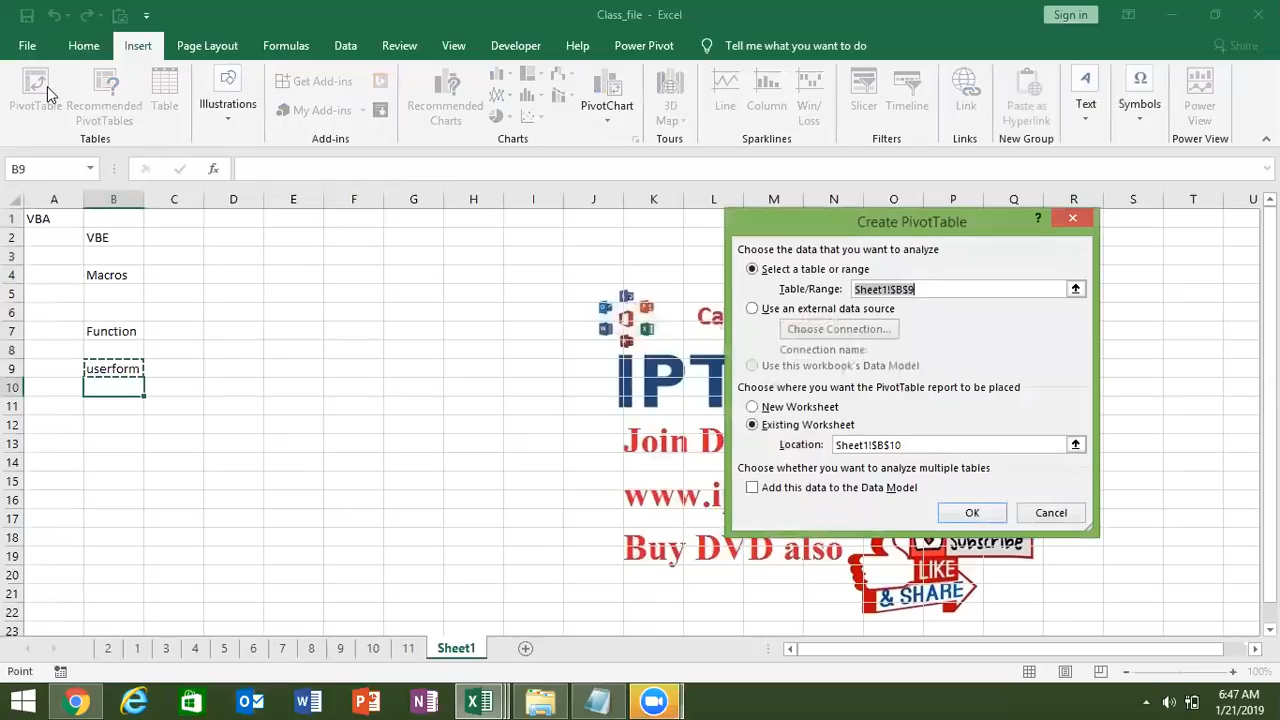 Class_file - Excel
Sign in
File Home Insert Page Layout Formulas Data Review View Developer Help Power Pivot Tell me what you want to do Share
PivotTable Recommended PivotTables Table
Illustrations
Get Add-ins
My Add-ins
Recommended Charts
PivotChart
3D Map
Line Column Win/Loss
Slicer Timeline
Link
Paste as Hyperlink
Text
Symbols
Power View
Tables Add-ins Charts Tours Sparklines Filters Links New Group Power View
B9
fx
A B C D E F G H I J K L M N O P Q R S T U
1 VBA
2 VBE
3
4 Macros
5
6
7 Function
8
9 userform
10
11
12
13
14
15
16
17
18
19
20
21
22
23
Ca
IPT
Join D
www.i
Buy DVD also
Subscribe
LIKE
& SHARE
Create PivotTable
?
Choose the data that you want to analyze
Select a table or range
Table/Range: Sheet1!$B$9
Use an external data source
Choose Connection...
Connection name:
Use this workbook's Data Model
Choose where you want the PivotTable report to be placed
New Worksheet
Existing Worksheet
Location: Sheet1!$B$10
Choose whether you want to analyze multiple tables
Add this data to the Data Model
OK Cancel
2 1 3 4 5 6 7 8 9 10 11 Sheet1
Point
100%
6:47 AM
1/21/2019